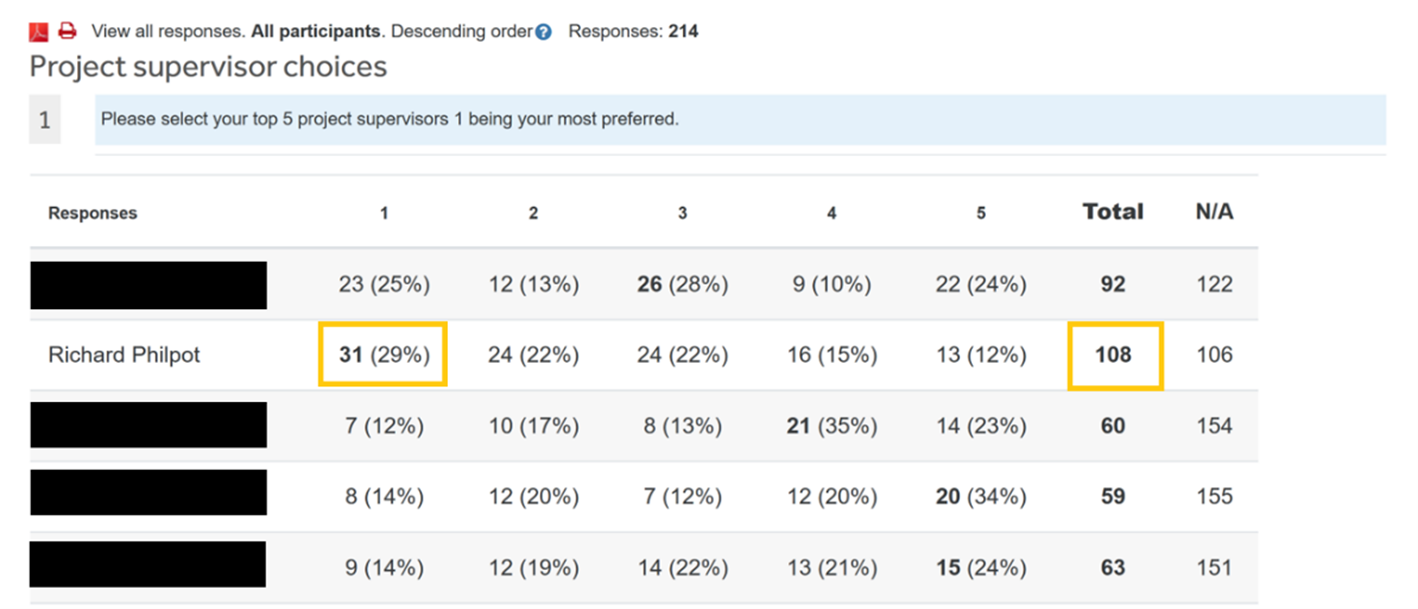 View all responses. All participants. Descending order? Responses: 214
Project supervisor choices
1 Please select your top 5 project supervisors 1 being your most preferred.
Responses 1 2 3 4 5 Total N/A
23 (25%) 12 (13%) 26 (28%) 9 (10%) 22 (24%) 92 122
Richard Philpot 31 (29%) 24 (22%) 24 (22%) 16 (15%) 13 (12%) 108 106
7 (12%) 10 (17%) 8 (13%) 21 (35%) 14 (23%) 60 154
8 (14%) 12 (20%) 7 (12%) 12 (20%) 20 (34%) 59 155
9 (14%) 12 (19%) 14 (22%) 13 (21%) 15 (24%) 63 151